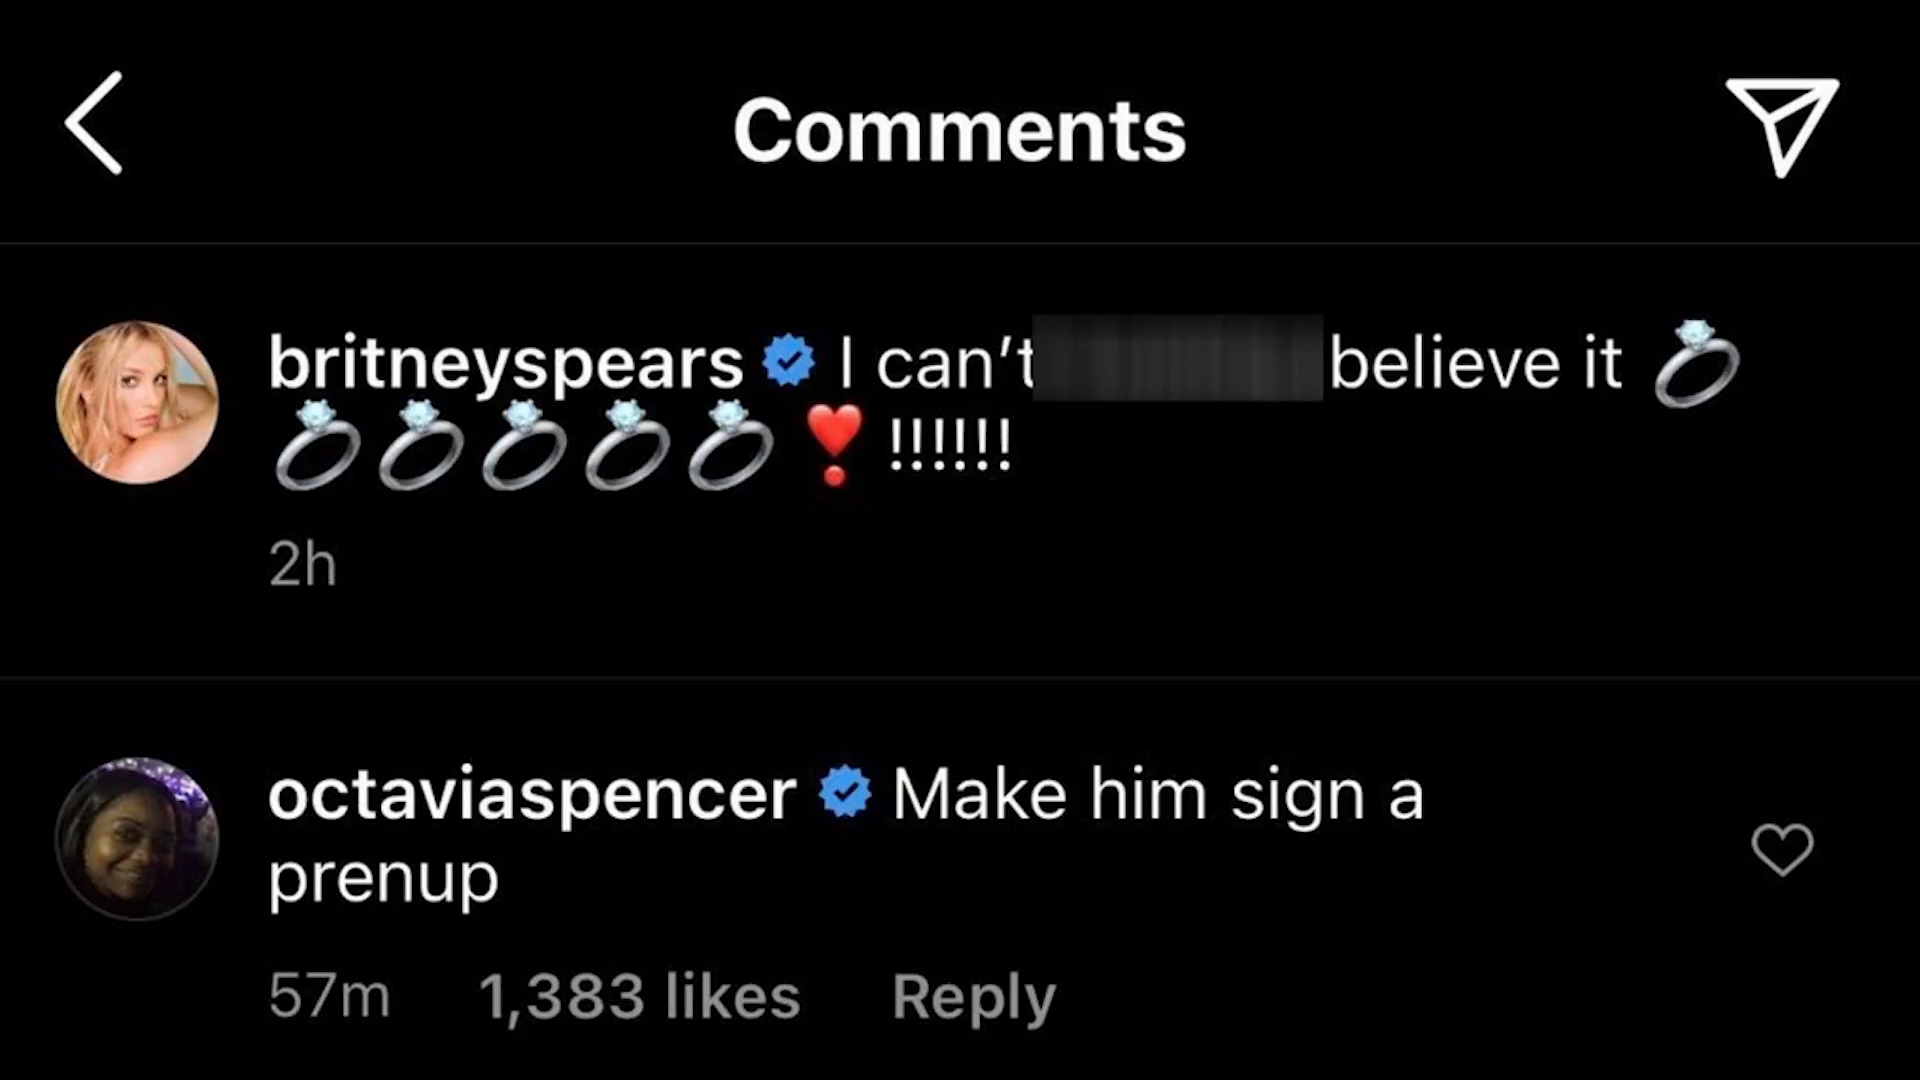 Comments
britneyspears I can’t believe it 💍
💍💍💍💍💍❣️!!!!!!
2h
octaviaspencer Make him sign a
prenup
57m 1,383 likes Reply